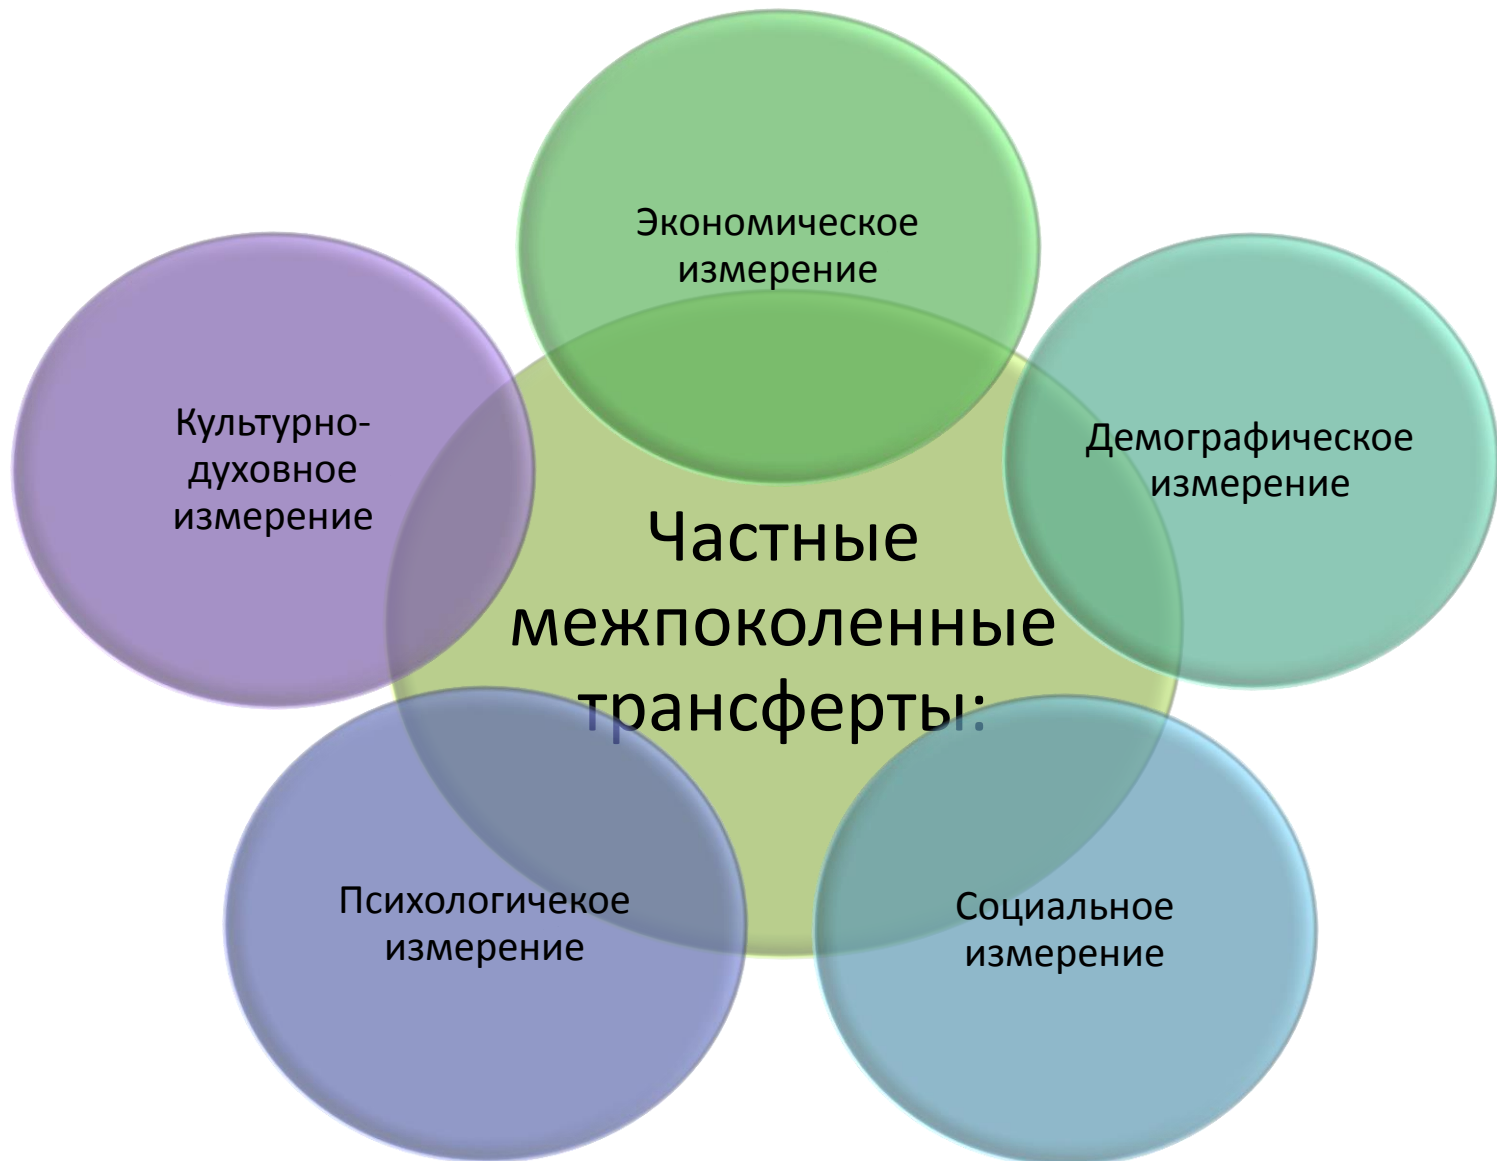 Экономическое
измерение
Культурно-
духовное
измерение
Демографическое
измерение
Частные
межпоколенные
трансферты:
Психологичекое
измерение
Социальное
измерение